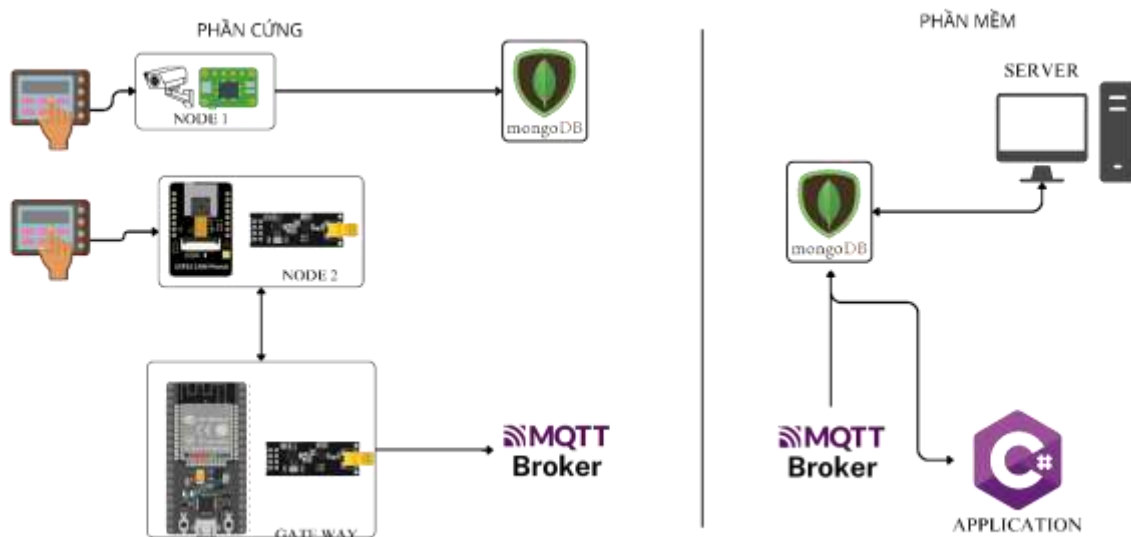 PHẦN CỨNG
NODE 1
mongoDB
NODE 2
GATE WAY
MQTT
Broker
PHẦN MỀM
SERVER
mongoDB
MQTT
Broker
C#
APPLICATION